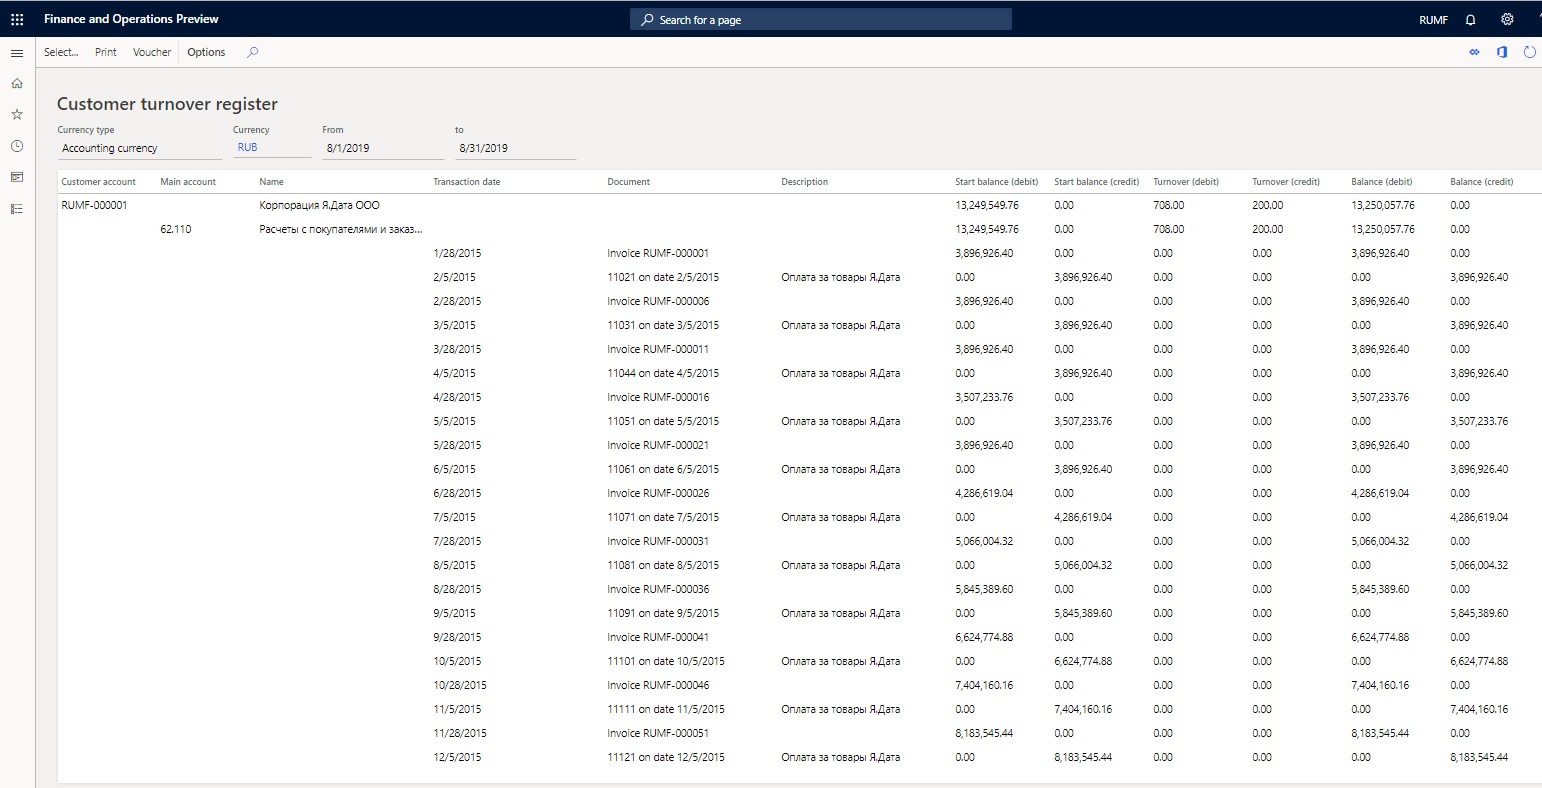 Finance and Operations Preview Search for a page RUMF ?
Select... Print Voucher Options
Customer turnover register
Currency type Currency From to
Accounting currency RUB 8/1/2019 8/31/2019
Customer account Main account Name Transaction date Document Description Start balance (debit) Start balance (credit) Turnover (debit) Turnover (credit) Balance (debit) Balance (credit)
RUMF-000001 Корпорация Я.Дата ООО 13,249,549.76 0.00 708.00 200.00 13,250,057.76 0.00
62.110 Расчеты с покупателями и заказ... 13,249,549.76 0.00 708.00 200.00 13,250,057.76 0.00
1/28/2015 Invoice RUMF-000001 3,896,926.40 0.00 0.00 0.00 3,896,926.40 0.00
2/5/2015 11021 on date 2/5/2015 Оплата за товары Я.Дата 0.00 3,896,926.40 0.00 0.00 0.00 3,896,926.40
2/28/2015 Invoice RUMF-000006 3,896,926.40 0.00 0.00 0.00 3,896,926.40 0.00
3/5/2015 11031 on date 3/5/2015 Оплата за товары Я.Дата 0.00 3,896,926.40 0.00 0.00 0.00 3,896,926.40
3/28/2015 Invoice RUMF-000011 3,896,926.40 0.00 0.00 0.00 3,896,926.40 0.00
4/5/2015 11044 on date 4/5/2015 Оплата за товары Я.Дата 0.00 3,896,926.40 0.00 0.00 0.00 3,896,926.40
4/28/2015 Invoice RUMF-000016 3,507,233.76 0.00 0.00 0.00 3,507,233.76 0.00
5/5/2015 11051 on date 5/5/2015 Оплата за товары Я.Дата 0.00 3,507,233.76 0.00 0.00 0.00 3,507,233.76
5/28/2015 Invoice RUMF-000021 3,896,926.40 0.00 0.00 0.00 3,896,926.40 0.00
6/5/2015 11061 on date 6/5/2015 Оплата за товары Я.Дата 0.00 3,896,926.40 0.00 0.00 0.00 3,896,926.40
6/28/2015 Invoice RUMF-000026 4,286,619.04 0.00 0.00 0.00 4,286,619.04 0.00
7/5/2015 11071 on date 7/5/2015 Оплата за товары Я.Дата 0.00 4,286,619.04 0.00 0.00 0.00 4,286,619.04
7/28/2015 Invoice RUMF-000031 5,066,004.32 0.00 0.00 0.00 5,066,004.32 0.00
8/5/2015 11081 on date 8/5/2015 Оплата за товары Я.Дата 0.00 5,066,004.32 0.00 0.00 0.00 5,066,004.32
8/28/2015 Invoice RUMF-000036 5,845,389.60 0.00 0.00 0.00 5,845,389.60 0.00
9/5/2015 11091 on date 9/5/2015 Оплата за товары Я.Дата 0.00 5,845,389.60 0.00 0.00 0.00 5,845,389.60
9/28/2015 Invoice RUMF-000041 6,624,774.88 0.00 0.00 0.00 6,624,774.88 0.00
10/5/2015 11101 on date 10/5/2015 Оплата за товары Я.Дата 0.00 6,624,774.88 0.00 0.00 0.00 6,624,774.88
10/28/2015 Invoice RUMF-000046 7,404,160.16 0.00 0.00 0.00 7,404,160.16 0.00
11/5/2015 11111 on date 11/5/2015 Оплата за товары Я.Дата 0.00 7,404,160.16 0.00 0.00 0.00 7,404,160.16
11/28/2015 Invoice RUMF-000051 8,183,545.44 0.00 0.00 0.00 8,183,545.44 0.00
12/5/2015 11121 on date 12/5/2015 Оплата за товары Я.Дата 0.00 8,183,545.44 0.00 0.00 0.00 8,183,545.44